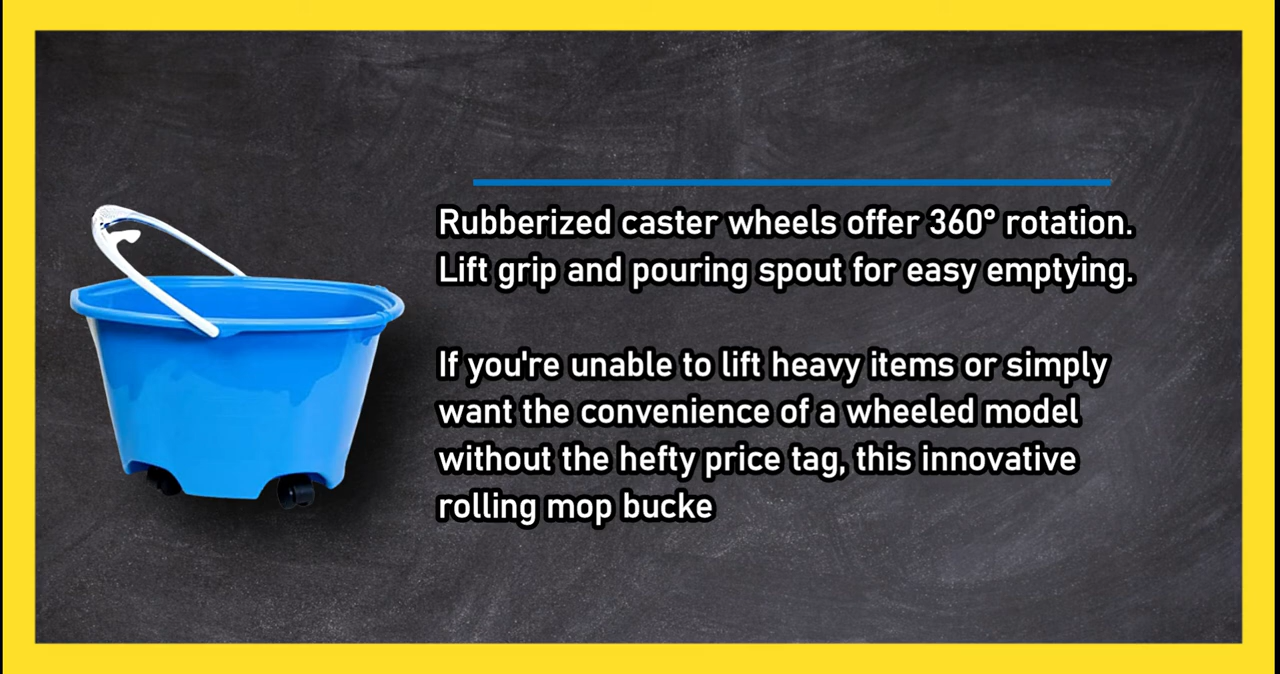 Rubberized caster wheels offer 360° rotation.
Lift grip and pouring spout for easy emptying.
If you're unable to lift heavy items or simply
want the convenience of a wheeled model
without the hefty price tag, this innovative
rolling mop bucke